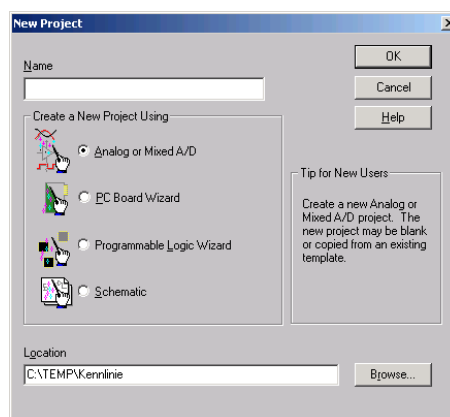 New Project
Name
OK
Cancel
Help
Create a New Project Using
Analog or Mixed A/D
PC Board Wizard
Programmable Logic Wizard
Schematic
Tip for New Users
Create a new Analog or
Mixed A/D project. The
new project may be blank
or copied from an existing
template.
Location
C:\TEMP\Kennlinie
Browse...